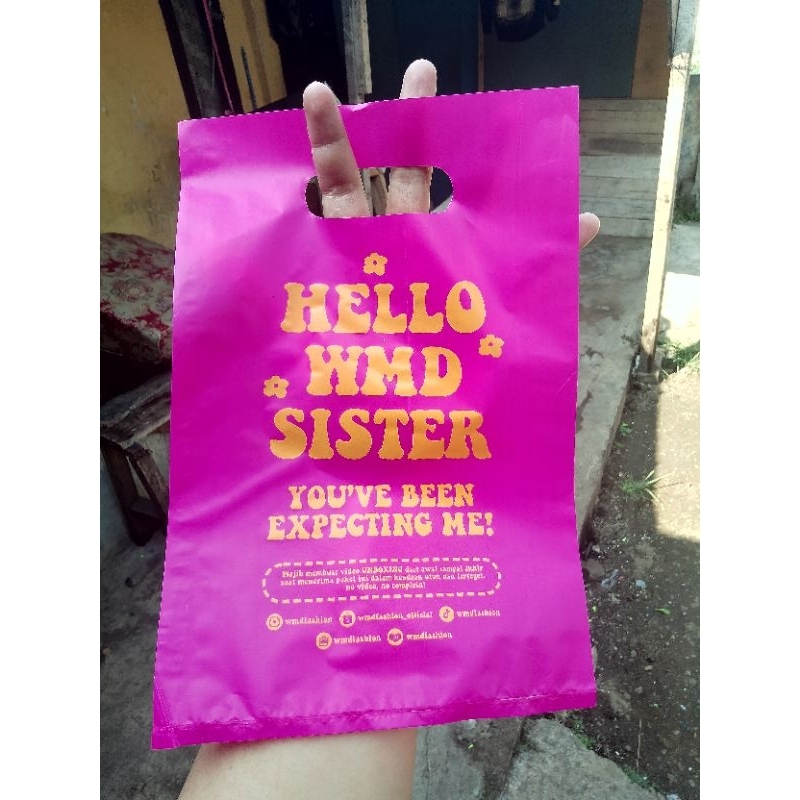 HELLO
WMD
SISTER
YOU'VE BEEN
EXPECTING ME!
Wajib membuat video UNBOXING dari awal sampai akhir
saat menerima paket ini dalam keadaan utuh dan tersegel.
no video, no complain!
wmdfashion wmdfashion_official wmdfashion
wmdfashion wmdfashion